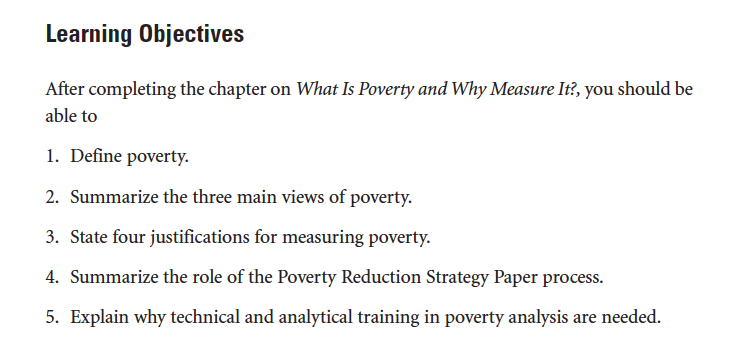 Learning Objectives
After completing the chapter on What Is Poverty and Why Measure It?, you should be
able to
1. Define poverty.
2. Summarize the three main views of poverty.
3. State four justifications for measuring poverty.
4. Summarize the role of the Poverty Reduction Strategy Paper process.
5. Explain why technical and analytical training in poverty analysis are needed.